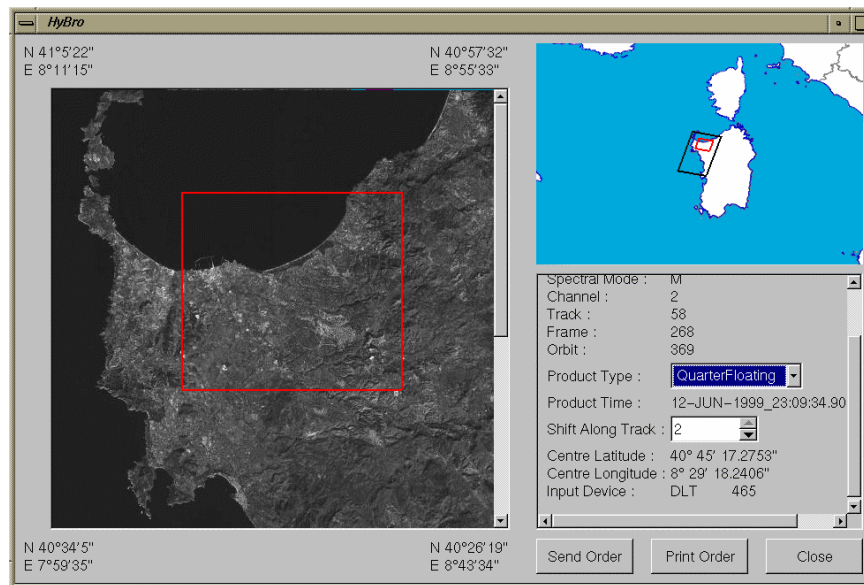 HyBro
N 41°5'22"
E 8°11'15"
N 40°57'32"
E 8°55'33"
Spectral Mode : M
Channel : 2
Track : 58
Frame : 268
Orbit : 369
Product Type : QuarterFloating
Product Time : 12-JUN-1999_23:09:34.90
Shift Along Track : 2
Centre Latitude : 40° 45' 17.2753"
Centre Longitude : 8° 29' 18.2406"
Input Device : DLT 465
N 40°34'5"
E 7°59'35"
N 40°26'19"
E 8°43'34"
Send Order
Print Order
Close